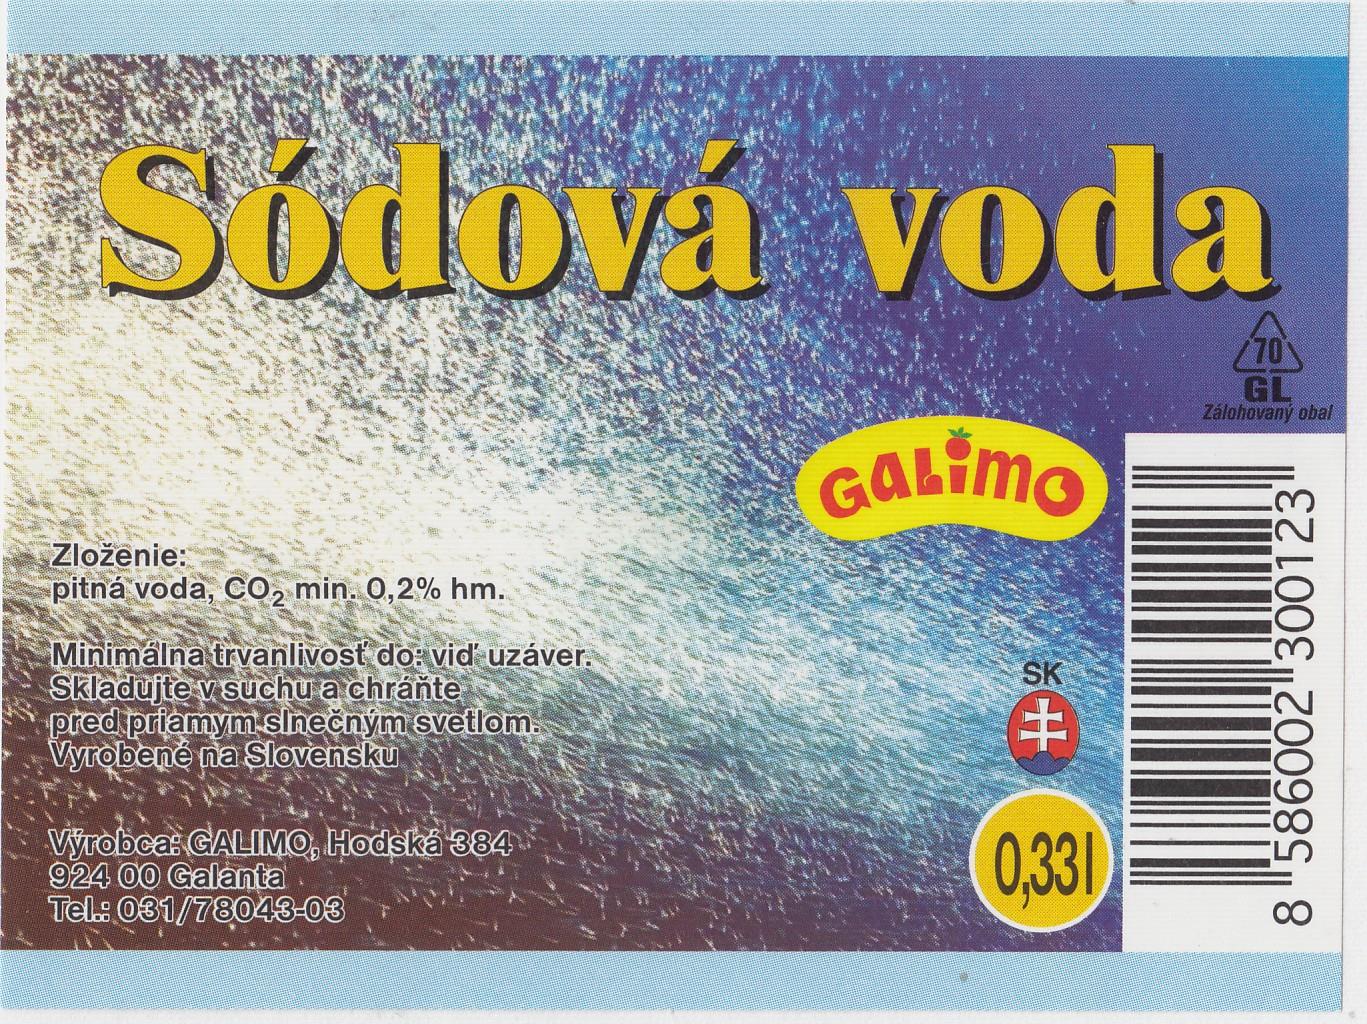 Sódová voda
70
GL
Zálohovaný obal
GALiMO
Zloženie:
pitná voda, CO₂ min. 0,2% hm.
Minimálna trvanlivosť do: viď uzáver.
Skladujte v suchu a chráňte
pred priamym slnečným svetlom.
Vyrobené na Slovensku
Výrobca: GALIMO, Hodská 384
924 00 Galanta
Tel.: 031/78043-03
SK
0,33 l
8 586002 300123